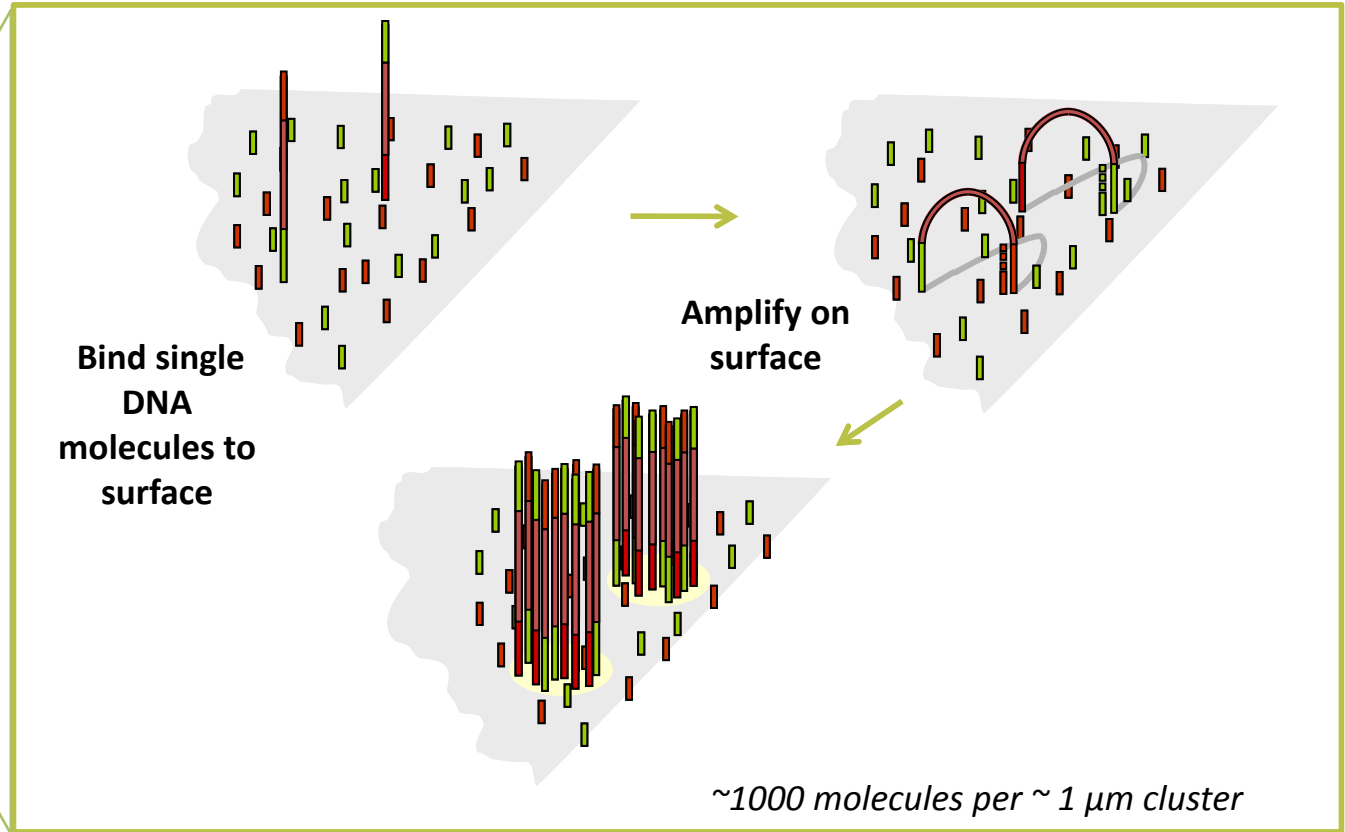 Bind single
DNA
molecules to
surface
Amplify on
surface
~1000 molecules per ~ 1 µm cluster